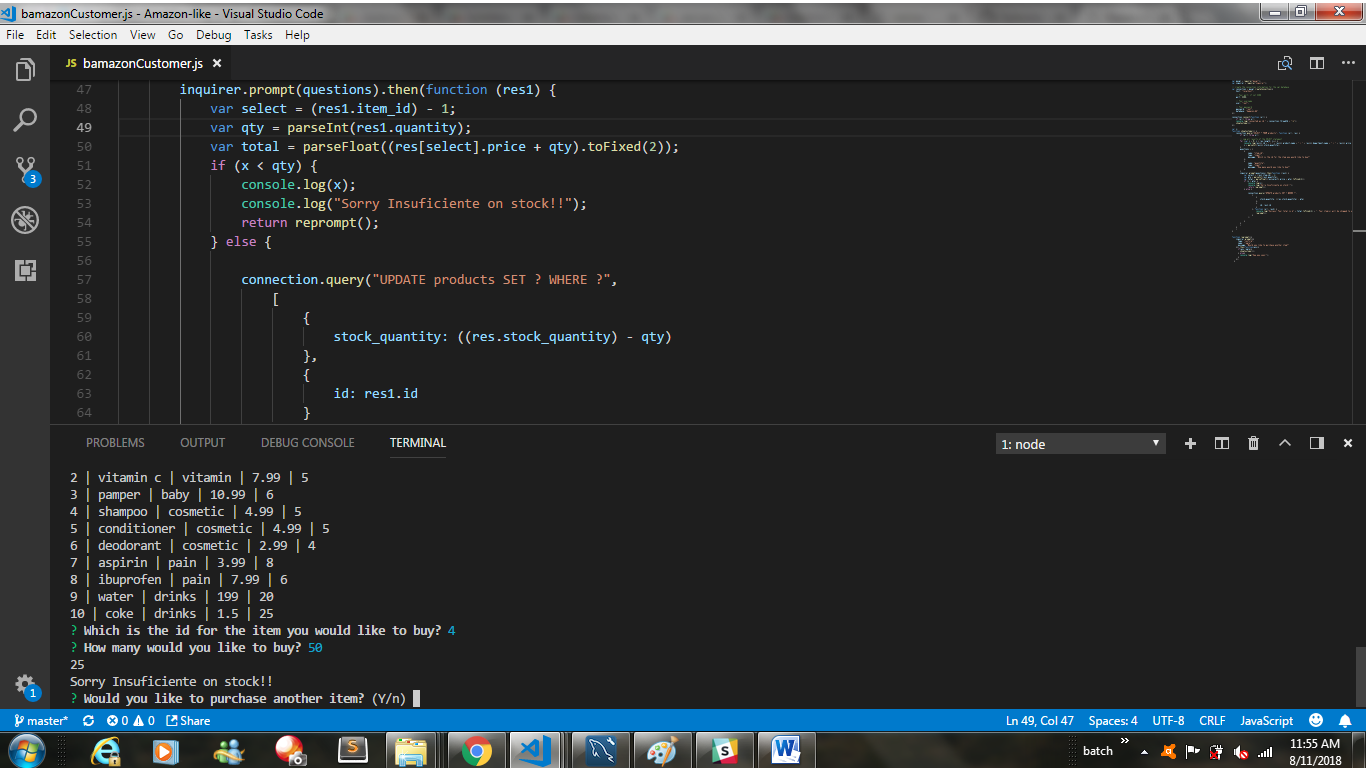 bamazonCustomer.js - Amazon-like - Visual Studio Code
File Edit Selection View Go Debug Tasks Help
JS bamazonCustomer.js
47 inquirer.prompt(questions).then(function (res1) {
48 var select = (res1.item_id) - 1;
49 var qty = parseInt(res1.quantity);
50 var total = parseFloat((res[select].price + qty).toFixed(2));
51 if (x < qty) {
52 console.log(x);
53 console.log("Sorry Insuficiente on stock!!");
54 return reprompt();
55 } else {
56
57 connection.query("UPDATE products SET ? WHERE ?",
58 [
59 {
60 stock_quantity: ((res.stock_quantity) - qty)
61 },
62 {
63 id: res1.id
64 }
3
PROBLEMS OUTPUT DEBUG CONSOLE TERMINAL 1: node
2 | vitamin c | vitamin | 7.99 | 5
3 | pamper | baby | 10.99 | 6
4 | shampoo | cosmetic | 4.99 | 5
5 | conditioner | cosmetic | 4.99 | 5
6 | deodorant | cosmetic | 2.99 | 4
7 | aspirin | pain | 3.99 | 8
8 | ibuprofen | pain | 7.99 | 6
9 | water | drinks | 199 | 20
10 | coke | drinks | 1.5 | 25
? Which is the id for the item you would like to buy? 4
? How many would you like to buy? 50
25
Sorry Insuficiente on stock!!
? Would you like to purchase another item? (Y/n)
1
master* 0 0 Share Ln 49, Col 47 Spaces: 4 UTF-8 CRLF JavaScript
batch
11:55 AM
8/11/2018